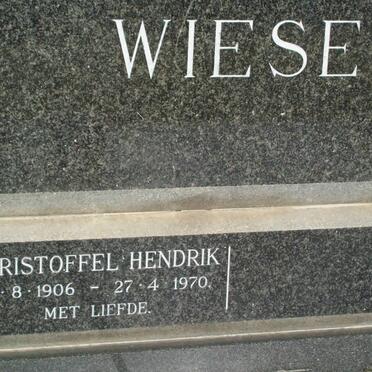 WIESE
RISTOFFEL HENDRIK
· 8 · 1906 – 27 · 4 · 1970.
MET LIEFDE.